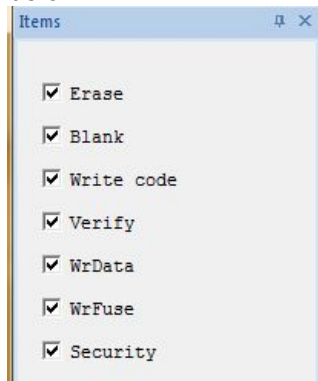 Items
Erase
Blank
Write code
Verify
WrData
WrFuse
Security